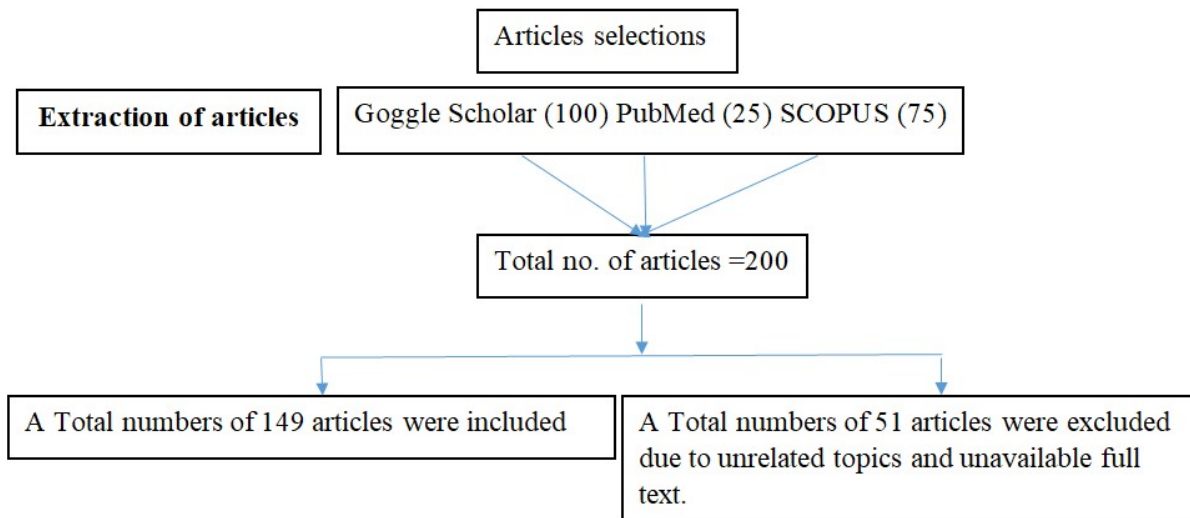 Articles selections
Extraction of articles
Goggle Scholar (100) PubMed (25) SCOPUS (75)
Total no. of articles =200
A Total numbers of 149 articles were included
A Total numbers of 51 articles were excluded
due to unrelated topics and unavailable full
text.